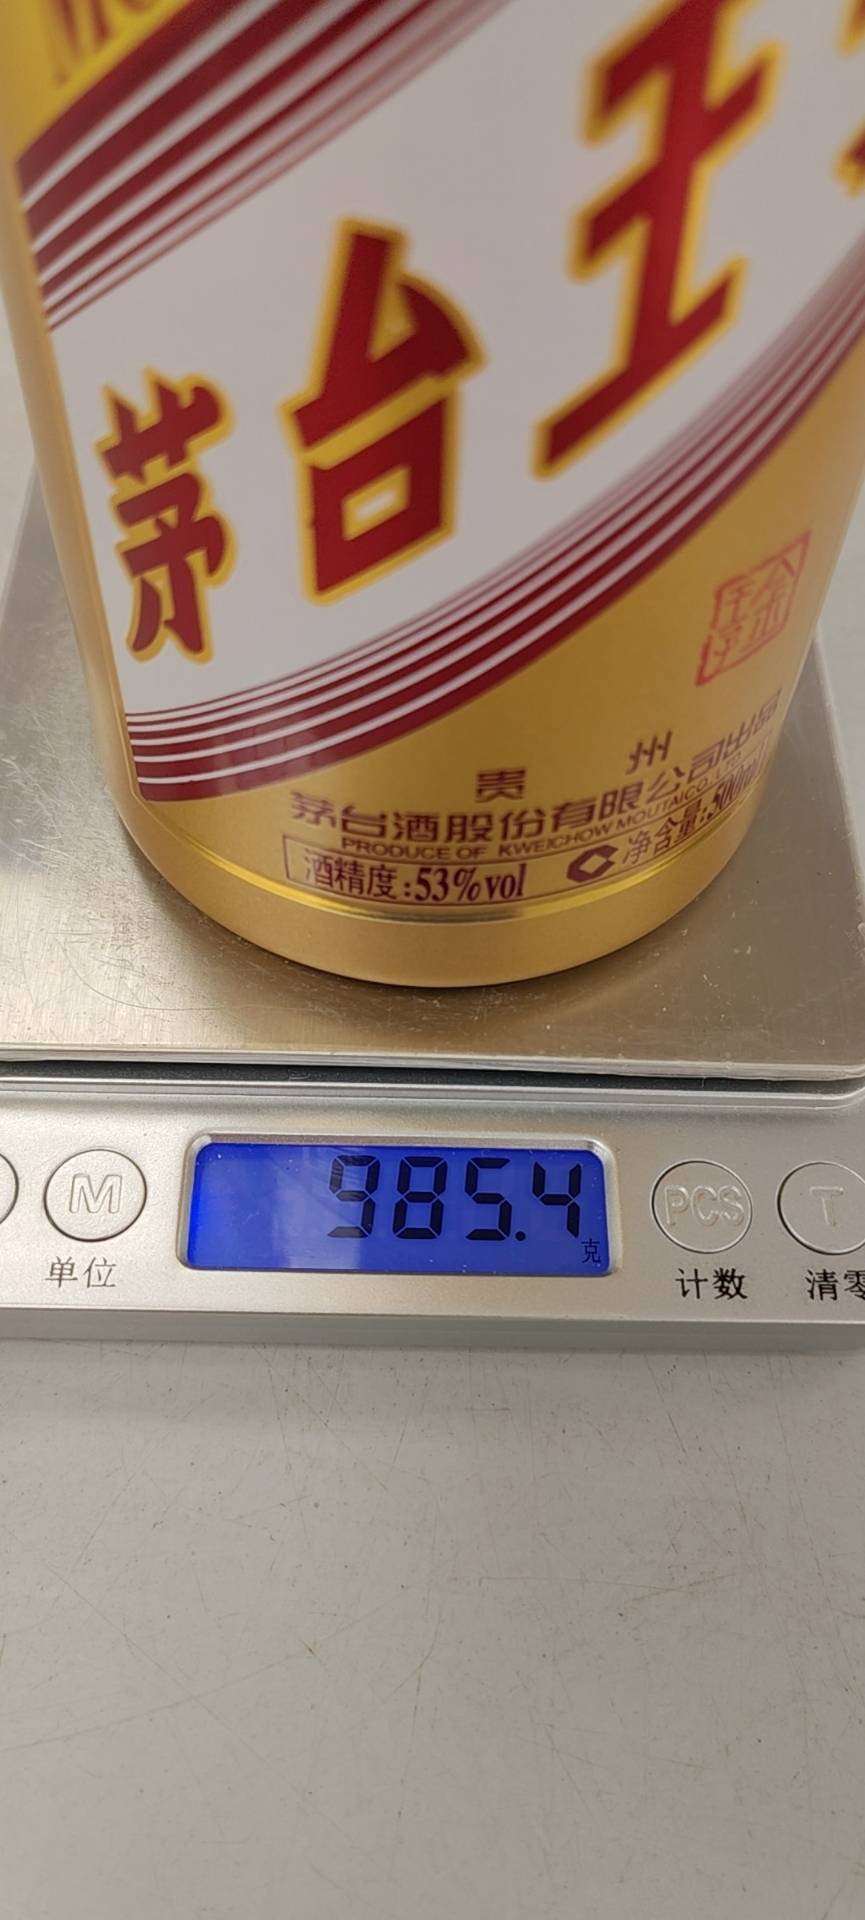 茅台王
贵 州
茅台酒股份有限公司出品
PRODUCE OF KWEICHOW MOUTAI CO., LTD
酒精度:53%vol
净含量:500ml
985.4
克
M
PCS
T
单位
计数
清零